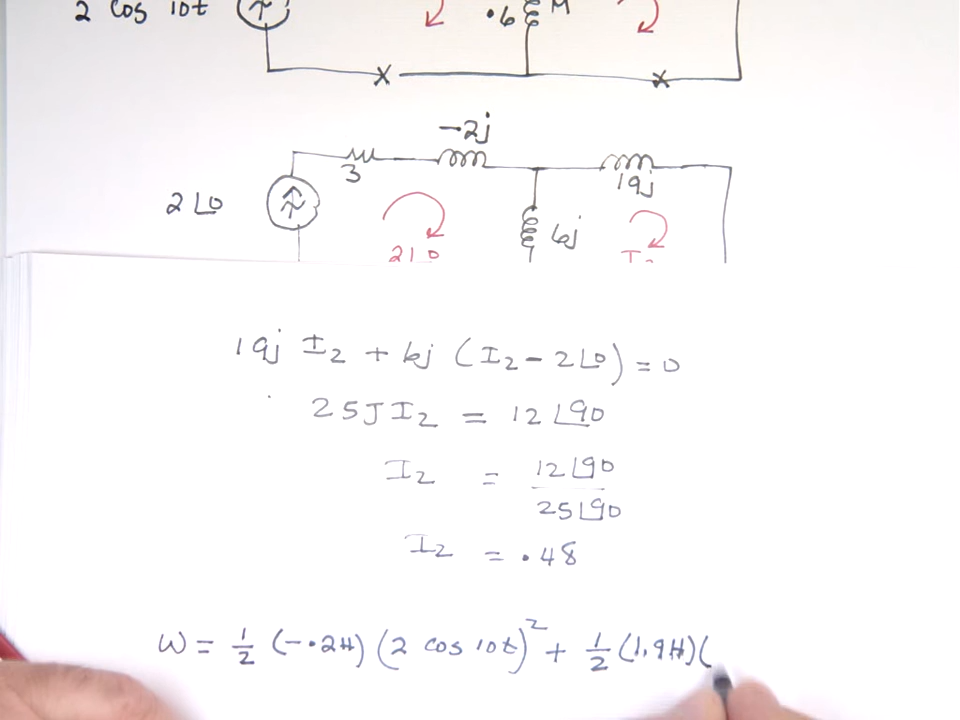 2 cos 10t
.6 M
-2j
3
19j
2∠0
6j
2∠0
19j I2 + 6j (I2 - 2∠0) = 0
25J I2 = 12∠90
I2 = 12∠90
25∠90
I2 = .48
W = 1/2 (-.2H) (2 cos 10t)^2 + 1/2 (1.9H)(